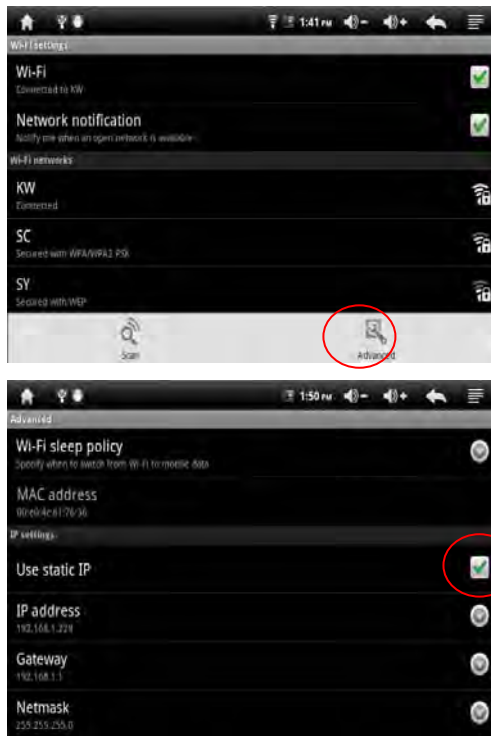 1:41 PM
Wi-Fi settings
Wi-Fi
Connected to KW
Network notification
Notify me when an open network is available
Wi-Fi networks
KW
Connected
SC
Secured with WPA/WPA2 PSK
SY
Secured with WEP
Scan Advanced
1:50 PM
Advanced
Wi-Fi sleep policy
Specify when to switch from Wi-Fi to mobile data
MAC address
IP settings
Use static IP
IP address
192.168.1.229
Gateway
192.168.1.1
Netmask
255.255.255.0